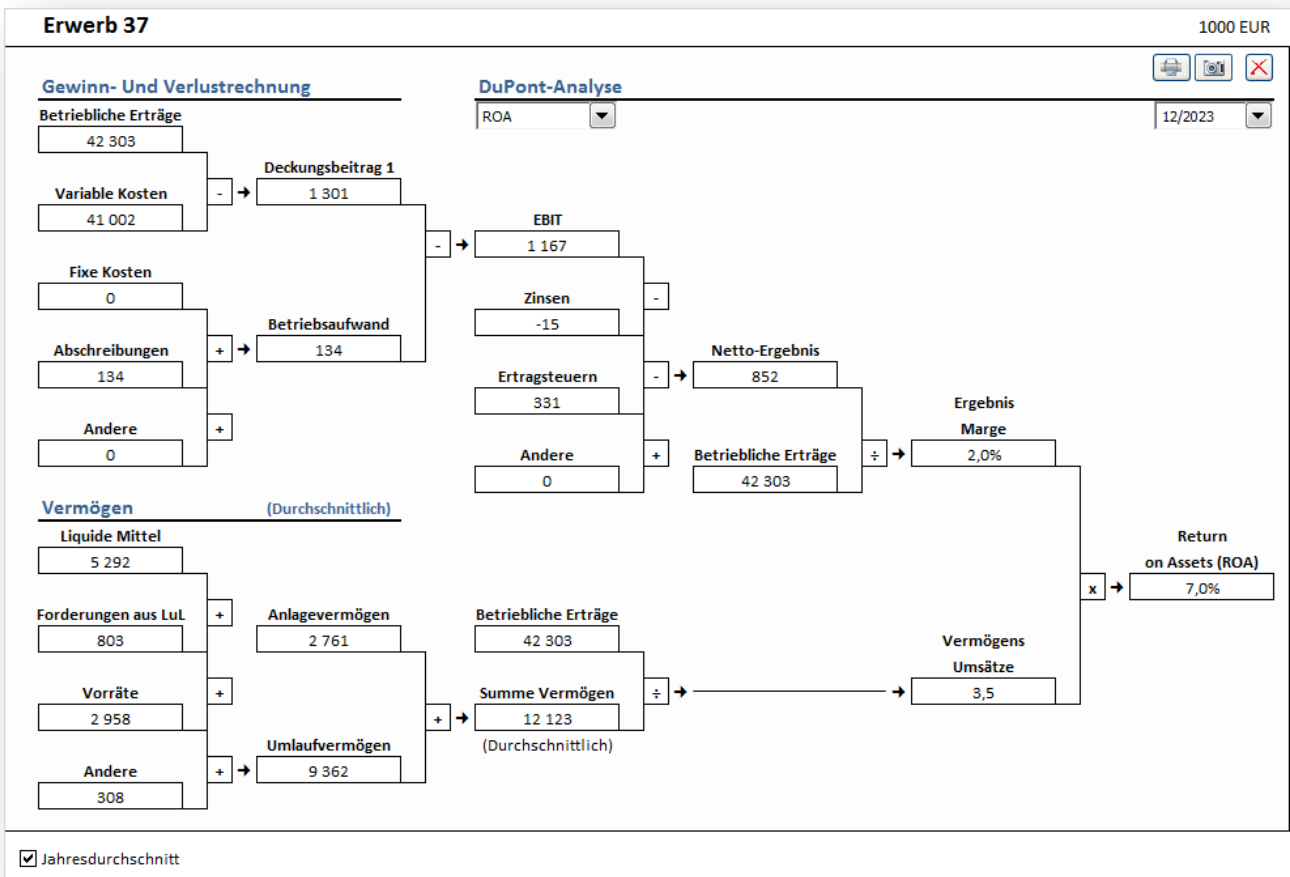 Erwerb 37
1000 EUR
Gewinn- Und Verlustrechnung
DuPont-Analyse
ROA
12/2023
Betriebliche Erträge
42 303
Variable Kosten
41 002
-
Deckungsbeitrag 1
1 301
Fixe Kosten
0
Abschreibungen
134
+
Andere
0
+
Betriebsaufwand
134
-
EBIT
1 167
-
Zinsen
-15
Ertragsteuern
331
-
Andere
0
+
Netto-Ergebnis
852
Betriebliche Erträge
42 303
÷
Ergebnis
Marge
2,0%
Vermögen
(Durchschnittlich)
Liquide Mittel
5 292
+
Forderungen aus LuL
803
Vorräte
2 958
+
Andere
308
+
Anlagevermögen
2 761
Umlaufvermögen
9 362
+
Betriebliche Erträge
42 303
Summe Vermögen
12 123
(Durchschnittlich)
÷
Vermögens
Umsätze
3,5
x
Return
on Assets (ROA)
7,0%
Jahresdurchschnitt